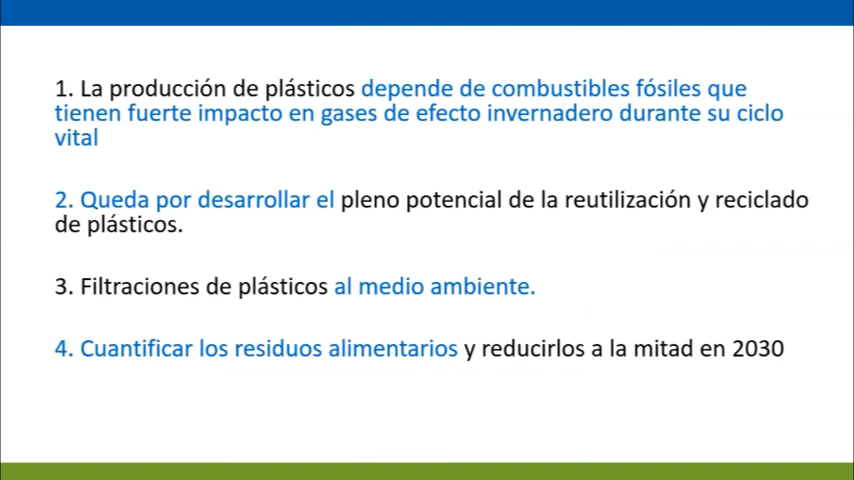 1. La producción de plásticos depende de combustibles fósiles que
tienen fuerte impacto en gases de efecto invernadero durante su ciclo
vital
2. Queda por desarrollar el pleno potencial de la reutilización y reciclado
de plásticos.
3. Filtraciones de plásticos al medio ambiente.
4. Cuantificar los residuos alimentarios y reducirlos a la mitad en 2030